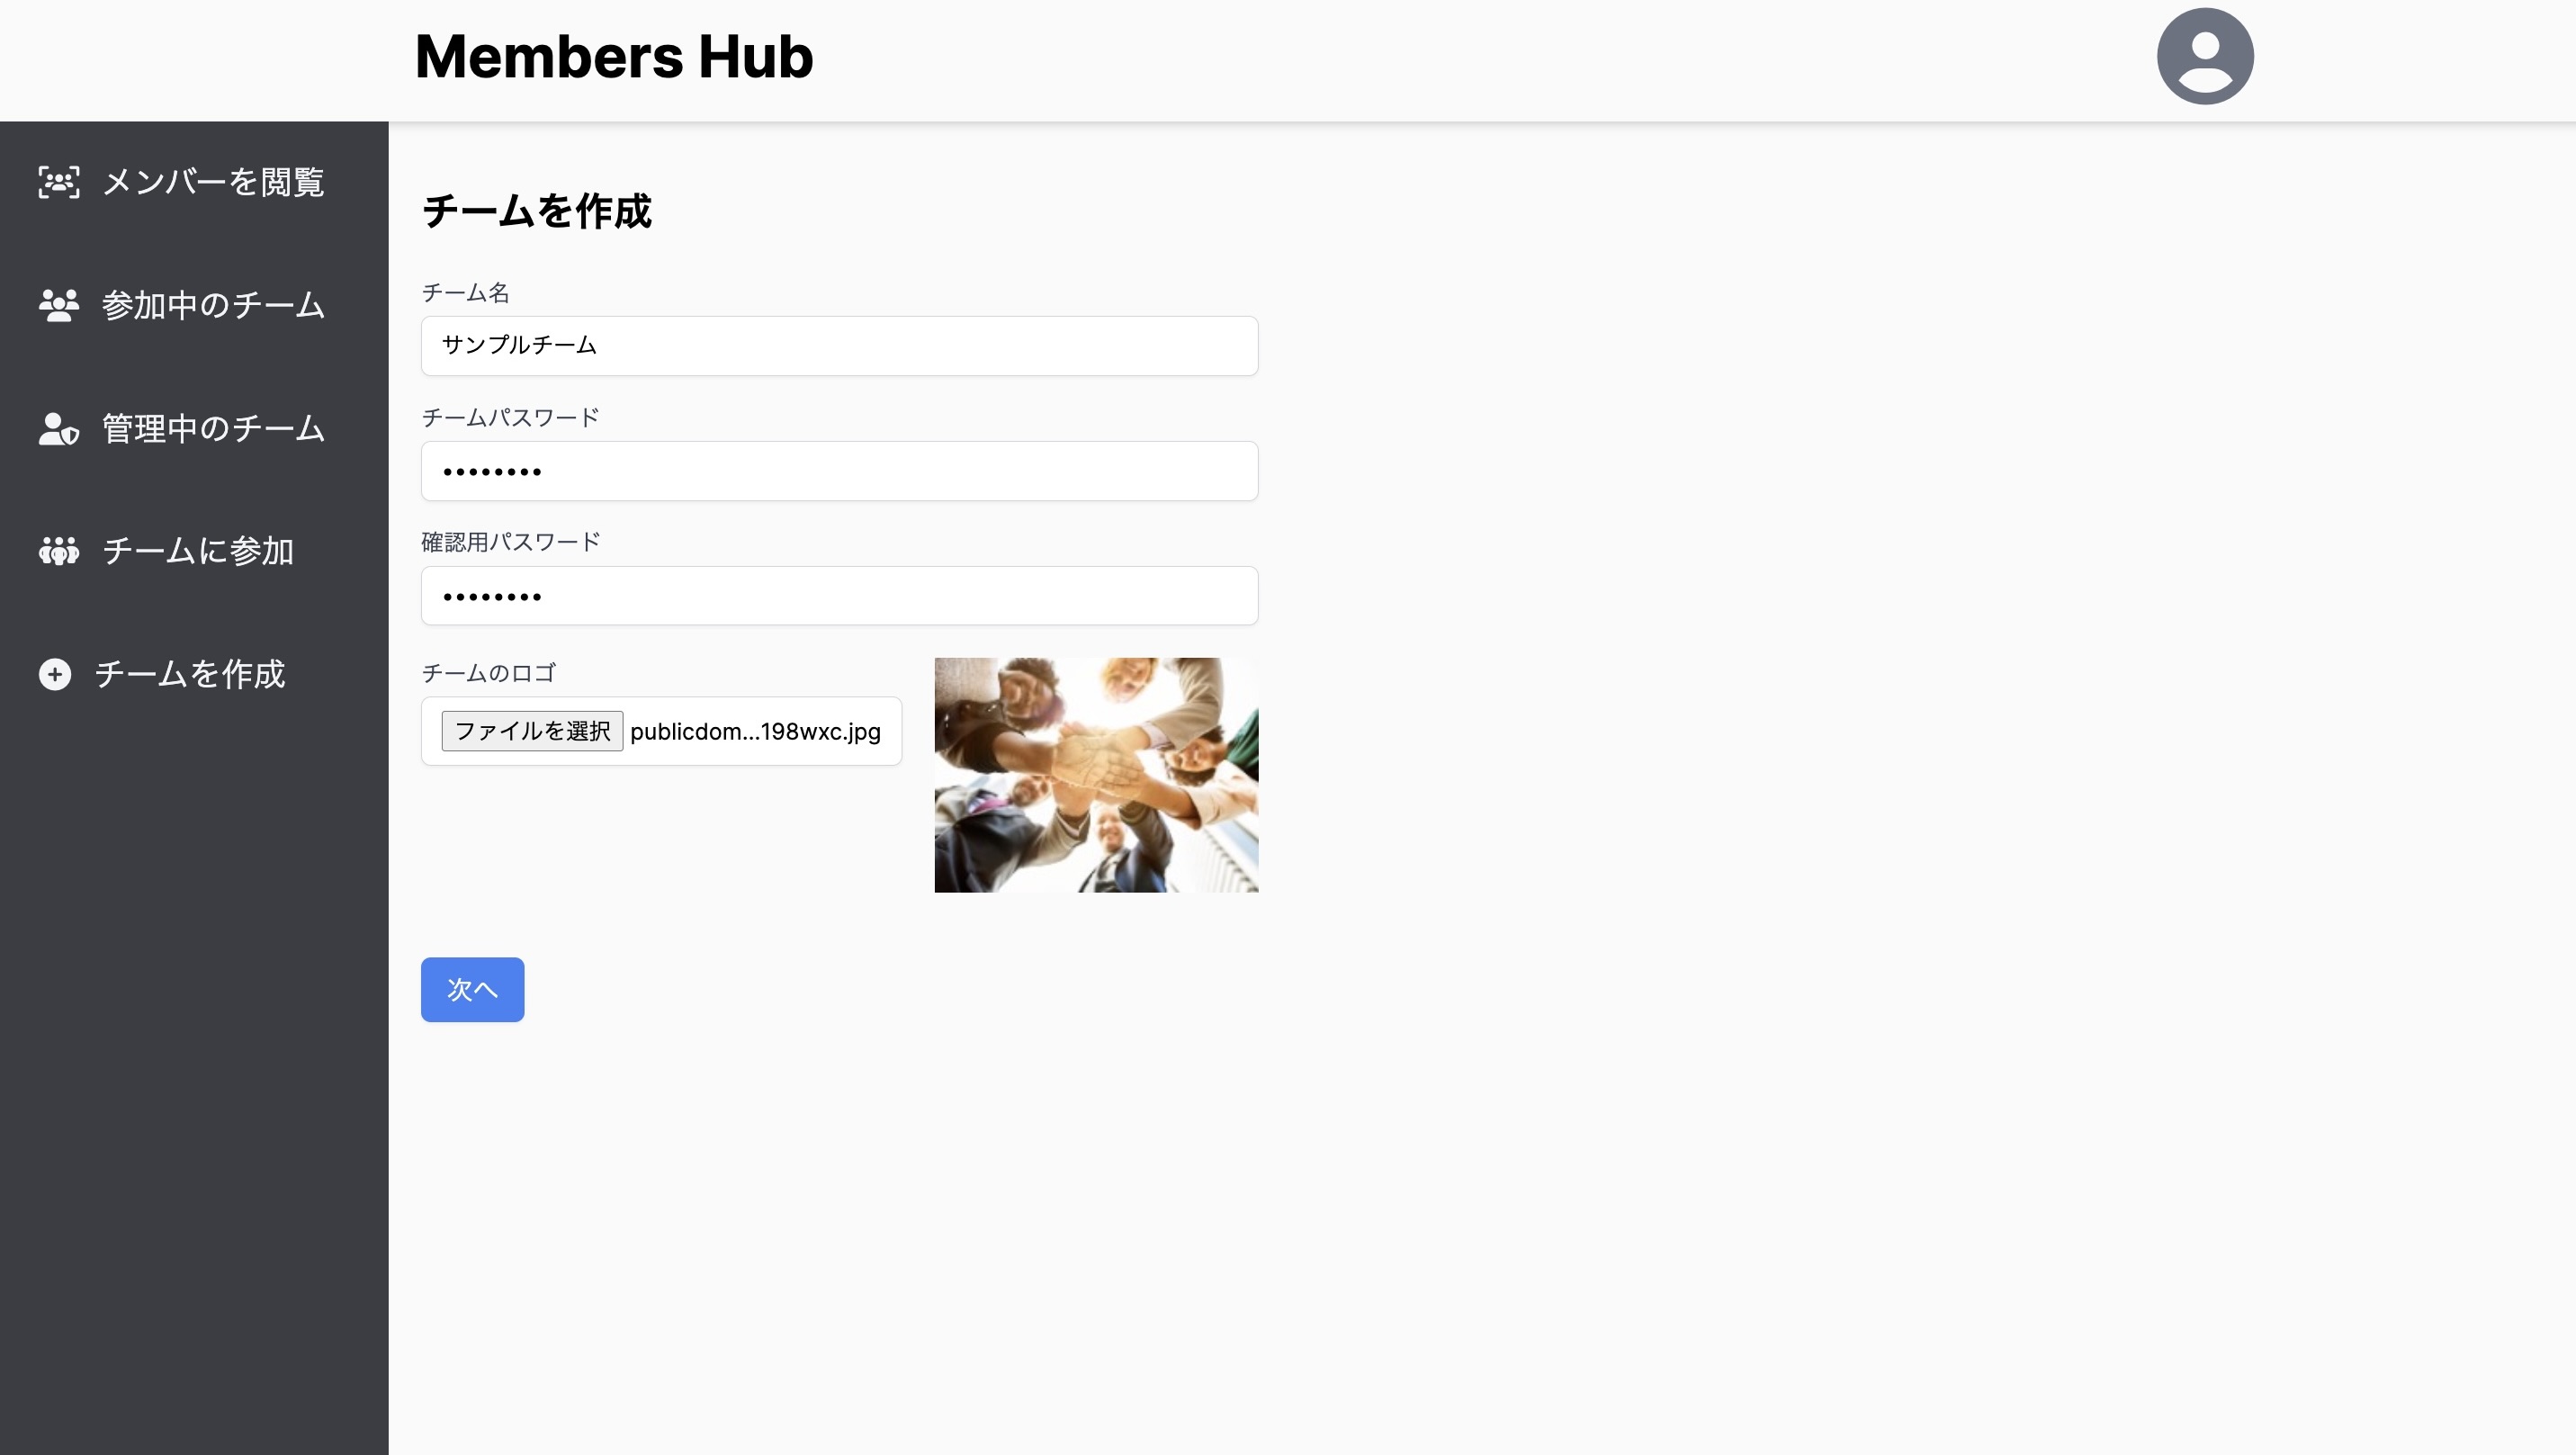 Members Hub
メンバーを閲覧
参加中のチーム
管理中のチーム
チームに参加
チームを作成
チームを作成
チーム名
サンプルチーム
チームパスワード
••••••••
確認用パスワード
••••••••
チームのロゴ
ファイルを選択 publicdom...198wxc.jpg
次へ